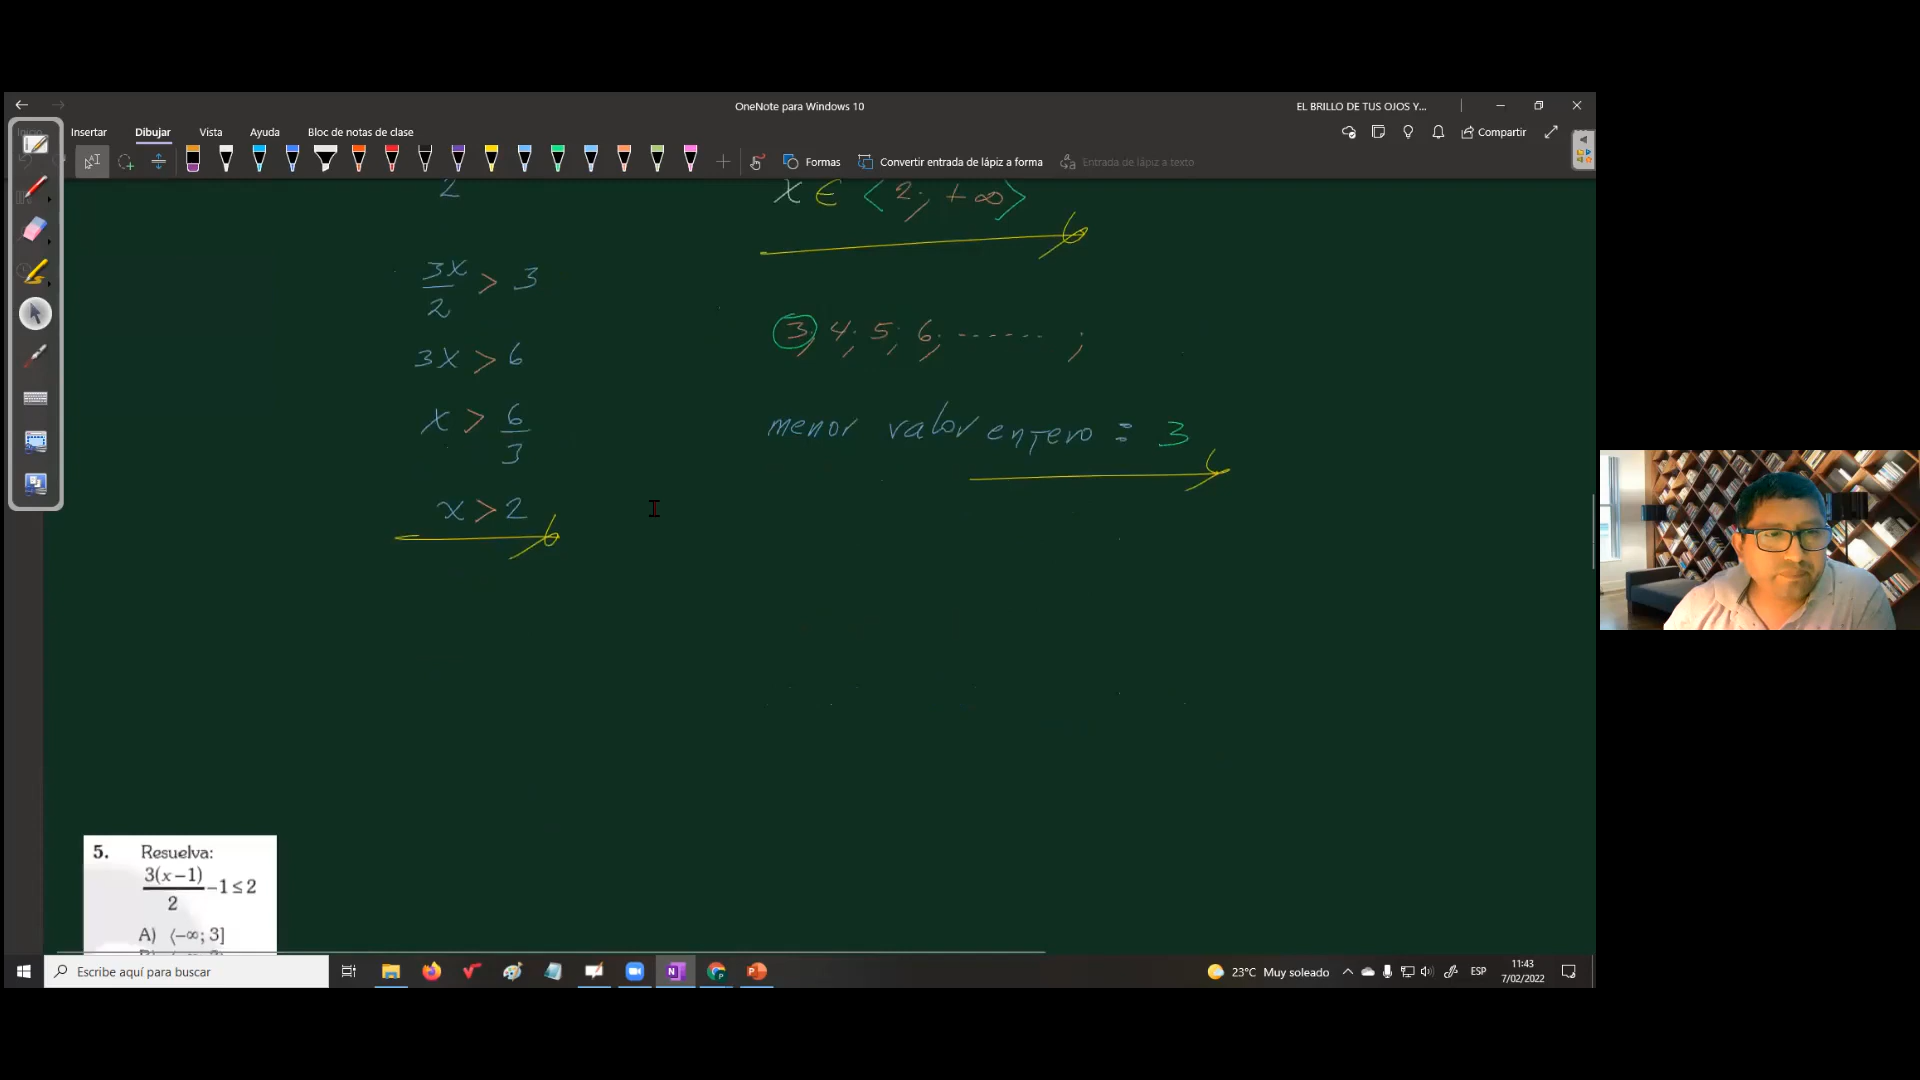 OneNote para Windows 10
EL BRILLO DE TUS OJOS Y...
Insertar Dibujar Vista Ayuda Bloc de notas de clase
Compartir
Formas Convertir entrada de lápiz a forma Entrada de lápiz a texto
2
x ∈ ⟨2; +∞⟩
3x/2 > 3
3; 4; 5; 6; ------- ;
3x > 6
x > 6/3
menor valor entero : 3
x > 2
5. Resuelva:
3(x−1)/2 −1 ≤ 2
A) ⟨−∞; 3]
Escribe aquí para buscar
23°C Muy soleado
ESP
11:43
7/02/2022